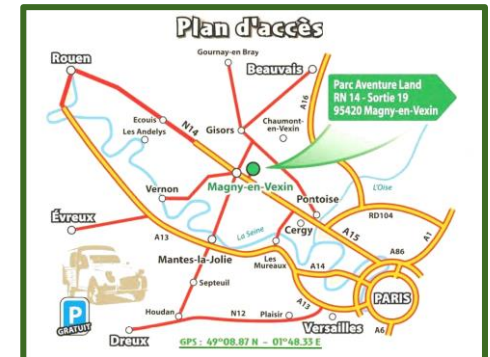 Plan d'accès
Gournay-en Bray
Rouen
Beauvais
Parc Aventure Land
RN 14 - Sortie 19
95420 Magny-en-Vexin
A16
Ecouis
Les Andelys
N14
Gisors
Chaumont-
en-Vexin
Magny-en-Vexin
Vernon
Pontoise
L'Oise
Évreux
RD104
La Seine
Cergy
A15
A1
A13
Mantes-la-Jolie
Les
Mureaux
A14
A86
Septeuil
A13
PARIS
P
GRATUIT
Houdan
N12
Plaisir
Versailles
A6
Dreux
GPS : 49°08.87 N - 01°48.33 E